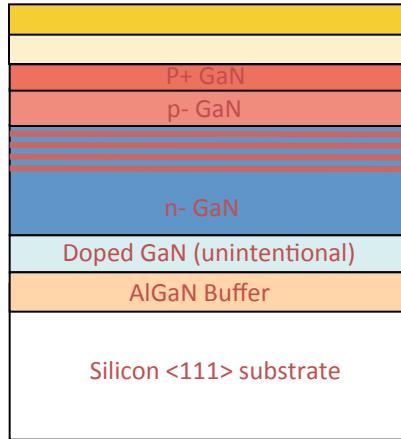 P+ GaN
p- GaN
n- GaN
Doped GaN (unintentional)
AlGaN Buffer
Silicon <111> substrate